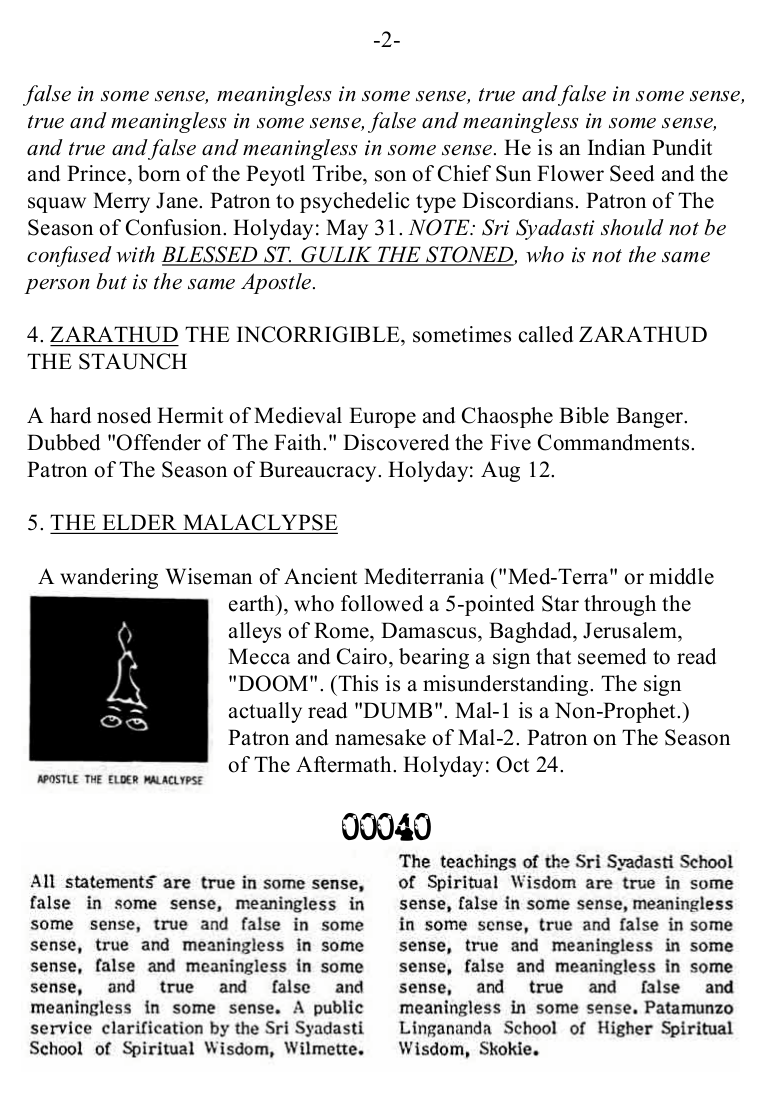 -2-
false in some sense, meaningless in some sense, true and false in some sense,
true and meaningless in some sense, false and meaningless in some sense,
and true and false and meaningless in some sense. He is an Indian Pundit
and Prince, born of the Peyotl Tribe, son of Chief Sun Flower Seed and the
squaw Merry Jane. Patron to psychedelic type Discordians. Patron of The
Season of Confusion. Holyday: May 31. NOTE: Sri Syadasti should not be
confused with BLESSED ST. GULIK THE STONED, who is not the same
person but is the same Apostle.
4. ZARATHUD THE INCORRIGIBLE, sometimes called ZARATHUD
THE STAUNCH
A hard nosed Hermit of Medieval Europe and Chaosphe Bible Banger.
Dubbed "Offender of The Faith." Discovered the Five Commandments.
Patron of The Season of Bureaucracy. Holyday: Aug 12.
5. THE ELDER MALACLYPSE
A wandering Wiseman of Ancient Mediterrania ("Med-Terra" or middle
earth), who followed a 5-pointed Star through the
alleys of Rome, Damascus, Baghdad, Jerusalem,
Mecca and Cairo, bearing a sign that seemed to read
"DOOM". (This is a misunderstanding. The sign
actually read "DUMB". Mal-1 is a Non-Prophet.)
Patron and namesake of Mal-2. Patron on The Season
of The Aftermath. Holyday: Oct 24.
APOSTLE THE ELDER MALACLYPSE
00040
All statements are true in some sense,
false in some sense, meaningless in
some sense, true and false in some
sense, true and meaningless in some
sense, false and meaningless in some
sense, and true and false and
meaningless in some sense. A public
service clarification by the Sri Syadasti
School of Spiritual Wisdom, Wilmette.
The teachings of the Sri Syadasti School
of Spiritual Wisdom are true in some
sense, false in some sense, meaningless
in some sense, true and false in some
sense, true and meaningless in some
sense, false and meaningless in some
sense, and true and false and
meaningless in some sense. Patamunzo
Lingananda School of Higher Spiritual
Wisdom, Skokie.